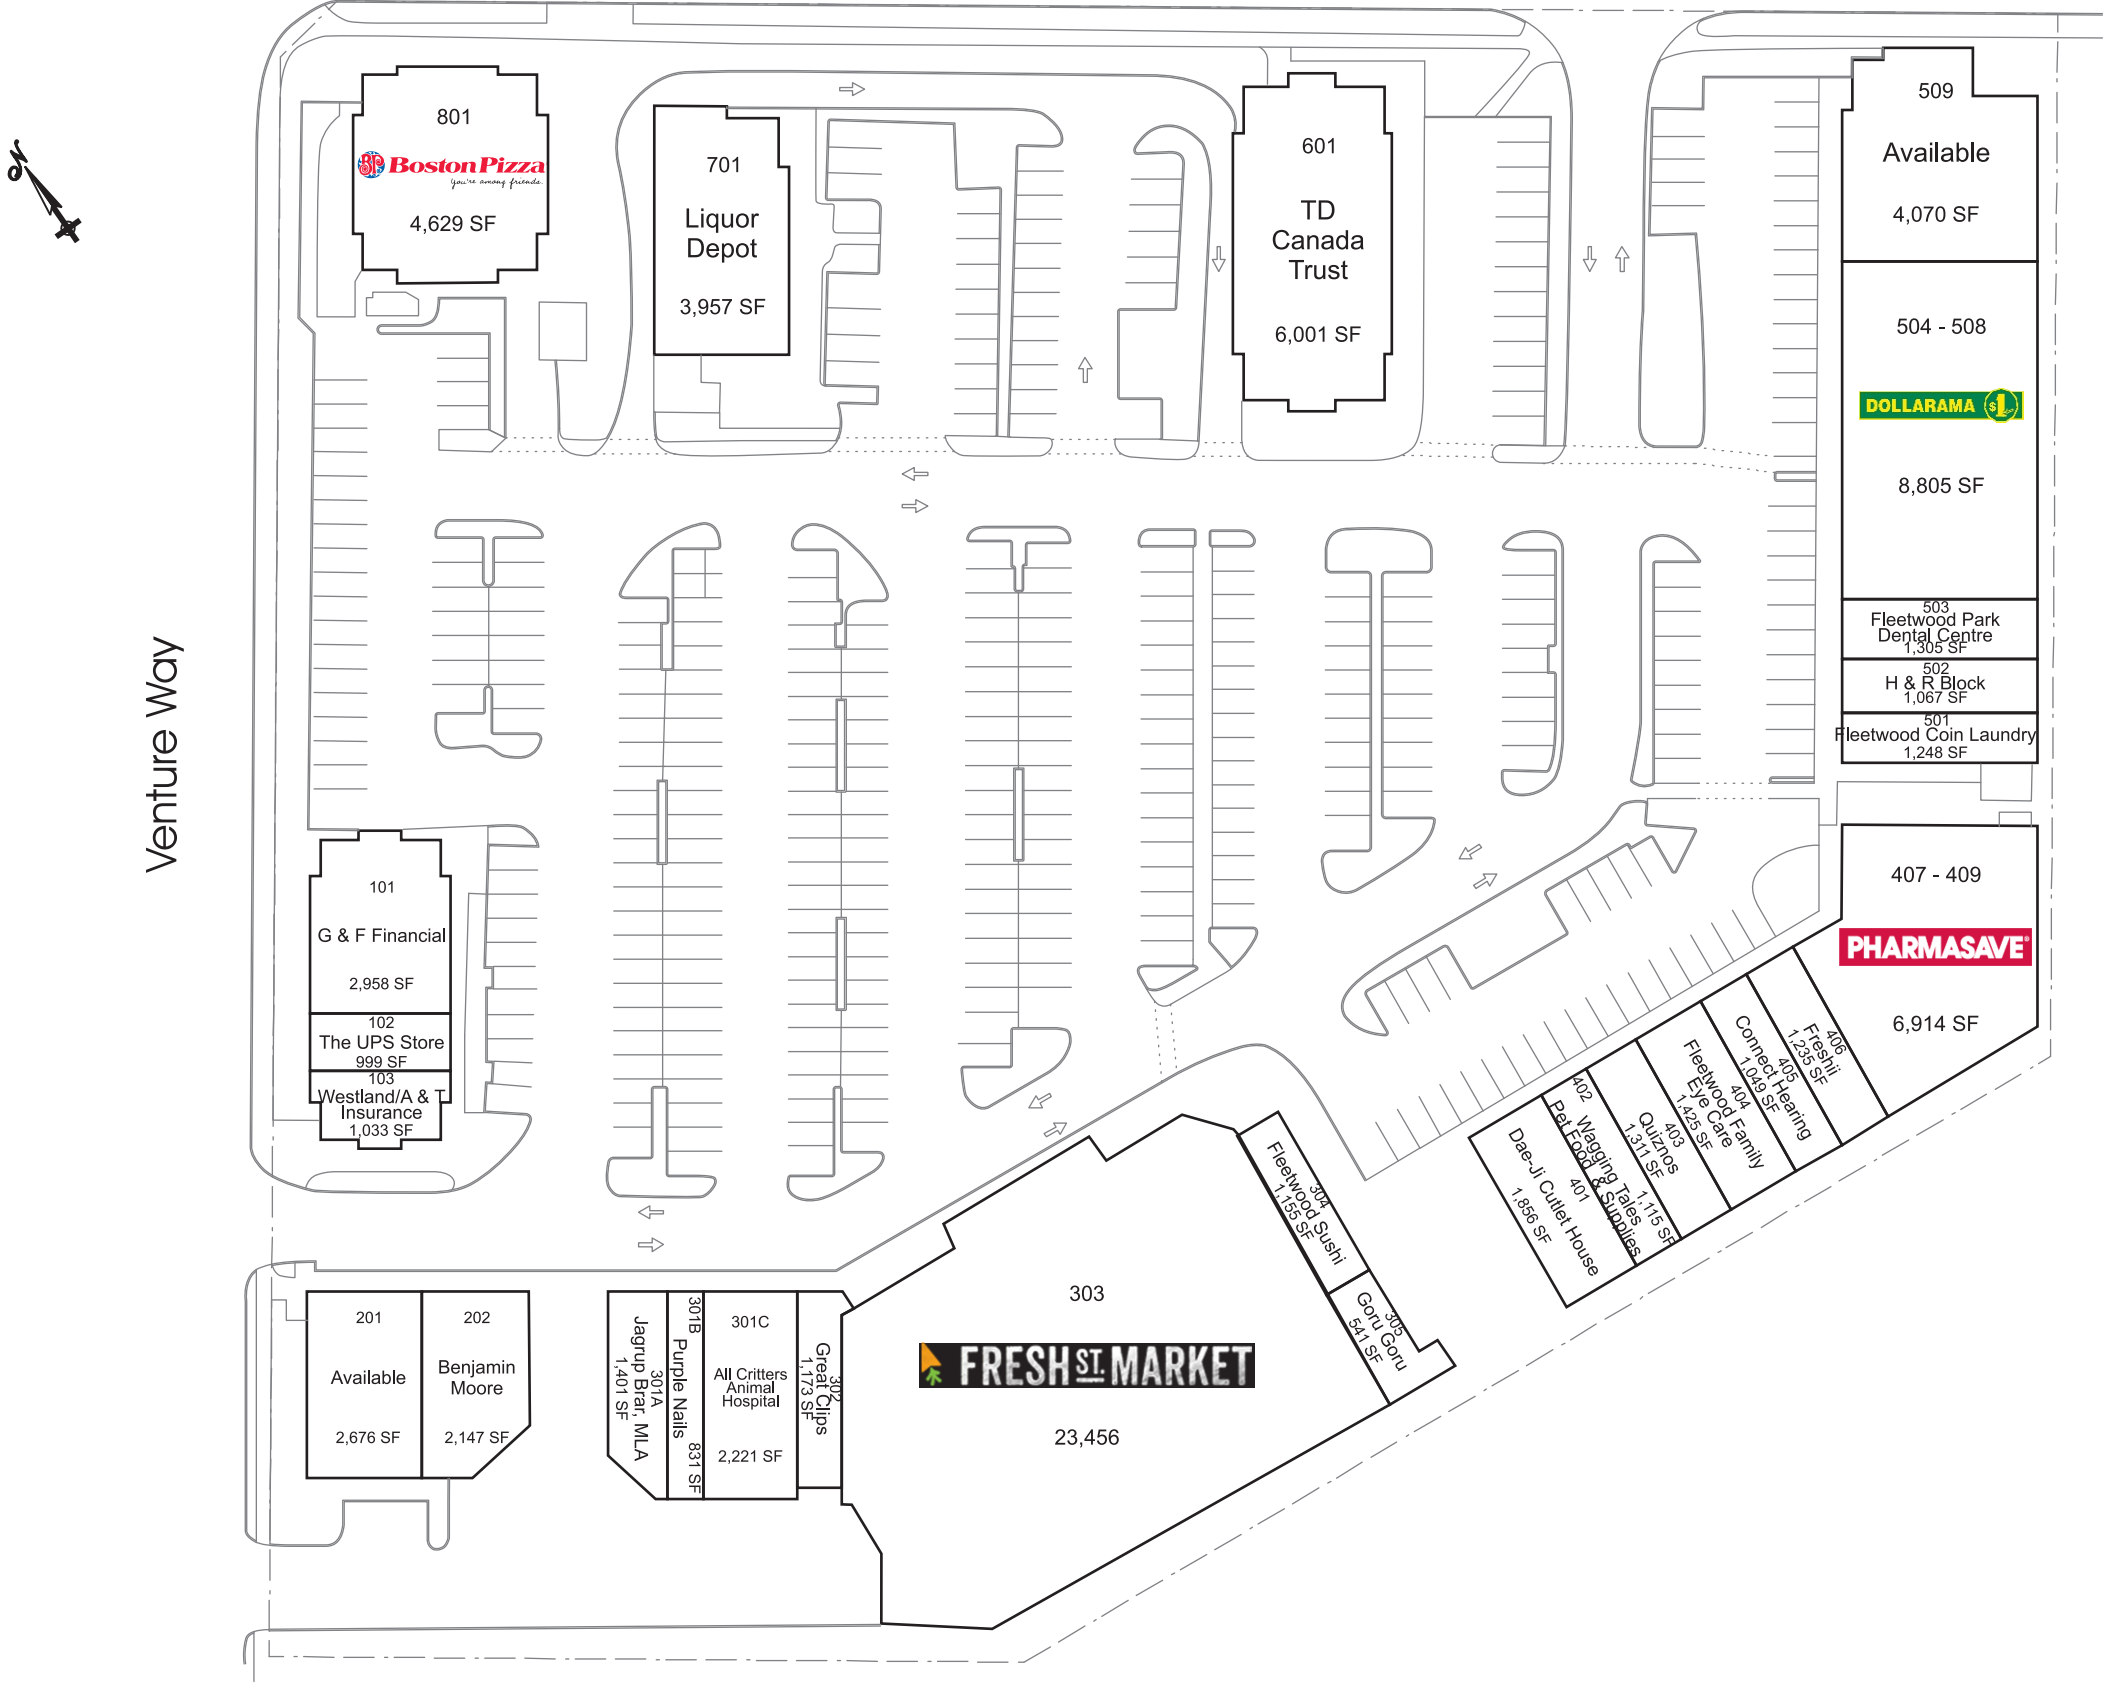 N
801
BP Boston Pizza
You're among friends.
4,629 SF
701
Liquor
Depot
3,957 SF
601
TD
Canada
Trust
6,001 SF
509
Available
4,070 SF
504 - 508
DOLLARAMA $1
8,805 SF
503
Fleetwood Park
Dental Centre
1,305 SF
502
H & R Block
1,067 SF
501
Fleetwood Coin Laundry
1,248 SF
407 - 409
PHARMASAVE
6,914 SF
406
Freshii
1,235 SF
405
Connect Hearing
1,049 SF
404
Fleetwood Family
Eye Care
1,425 SF
403
Quiznos
1,311 SF
402 Wagging Tales 1,115 SF
Pet Food & Supplies
401
Dae-Ji Cutlet House
1,856 SF
Venture Way
101
G & F Financial
2,958 SF
102
The UPS Store
999 SF
103
Westland/A & T
Insurance
1,033 SF
201
Available
2,676 SF
202
Benjamin
Moore
2,147 SF
301A
Jagrup Brar, MLA
1,401 SF
301B Purple Nails 831 SF
301C
All Critters
Animal
Hospital
2,221 SF
302
Great Clips
1,173 SF
303
FRESH ST. MARKET
23,456
304
Fleetwood Sushi
1,155 SF
305
Goru Goru
541 SF